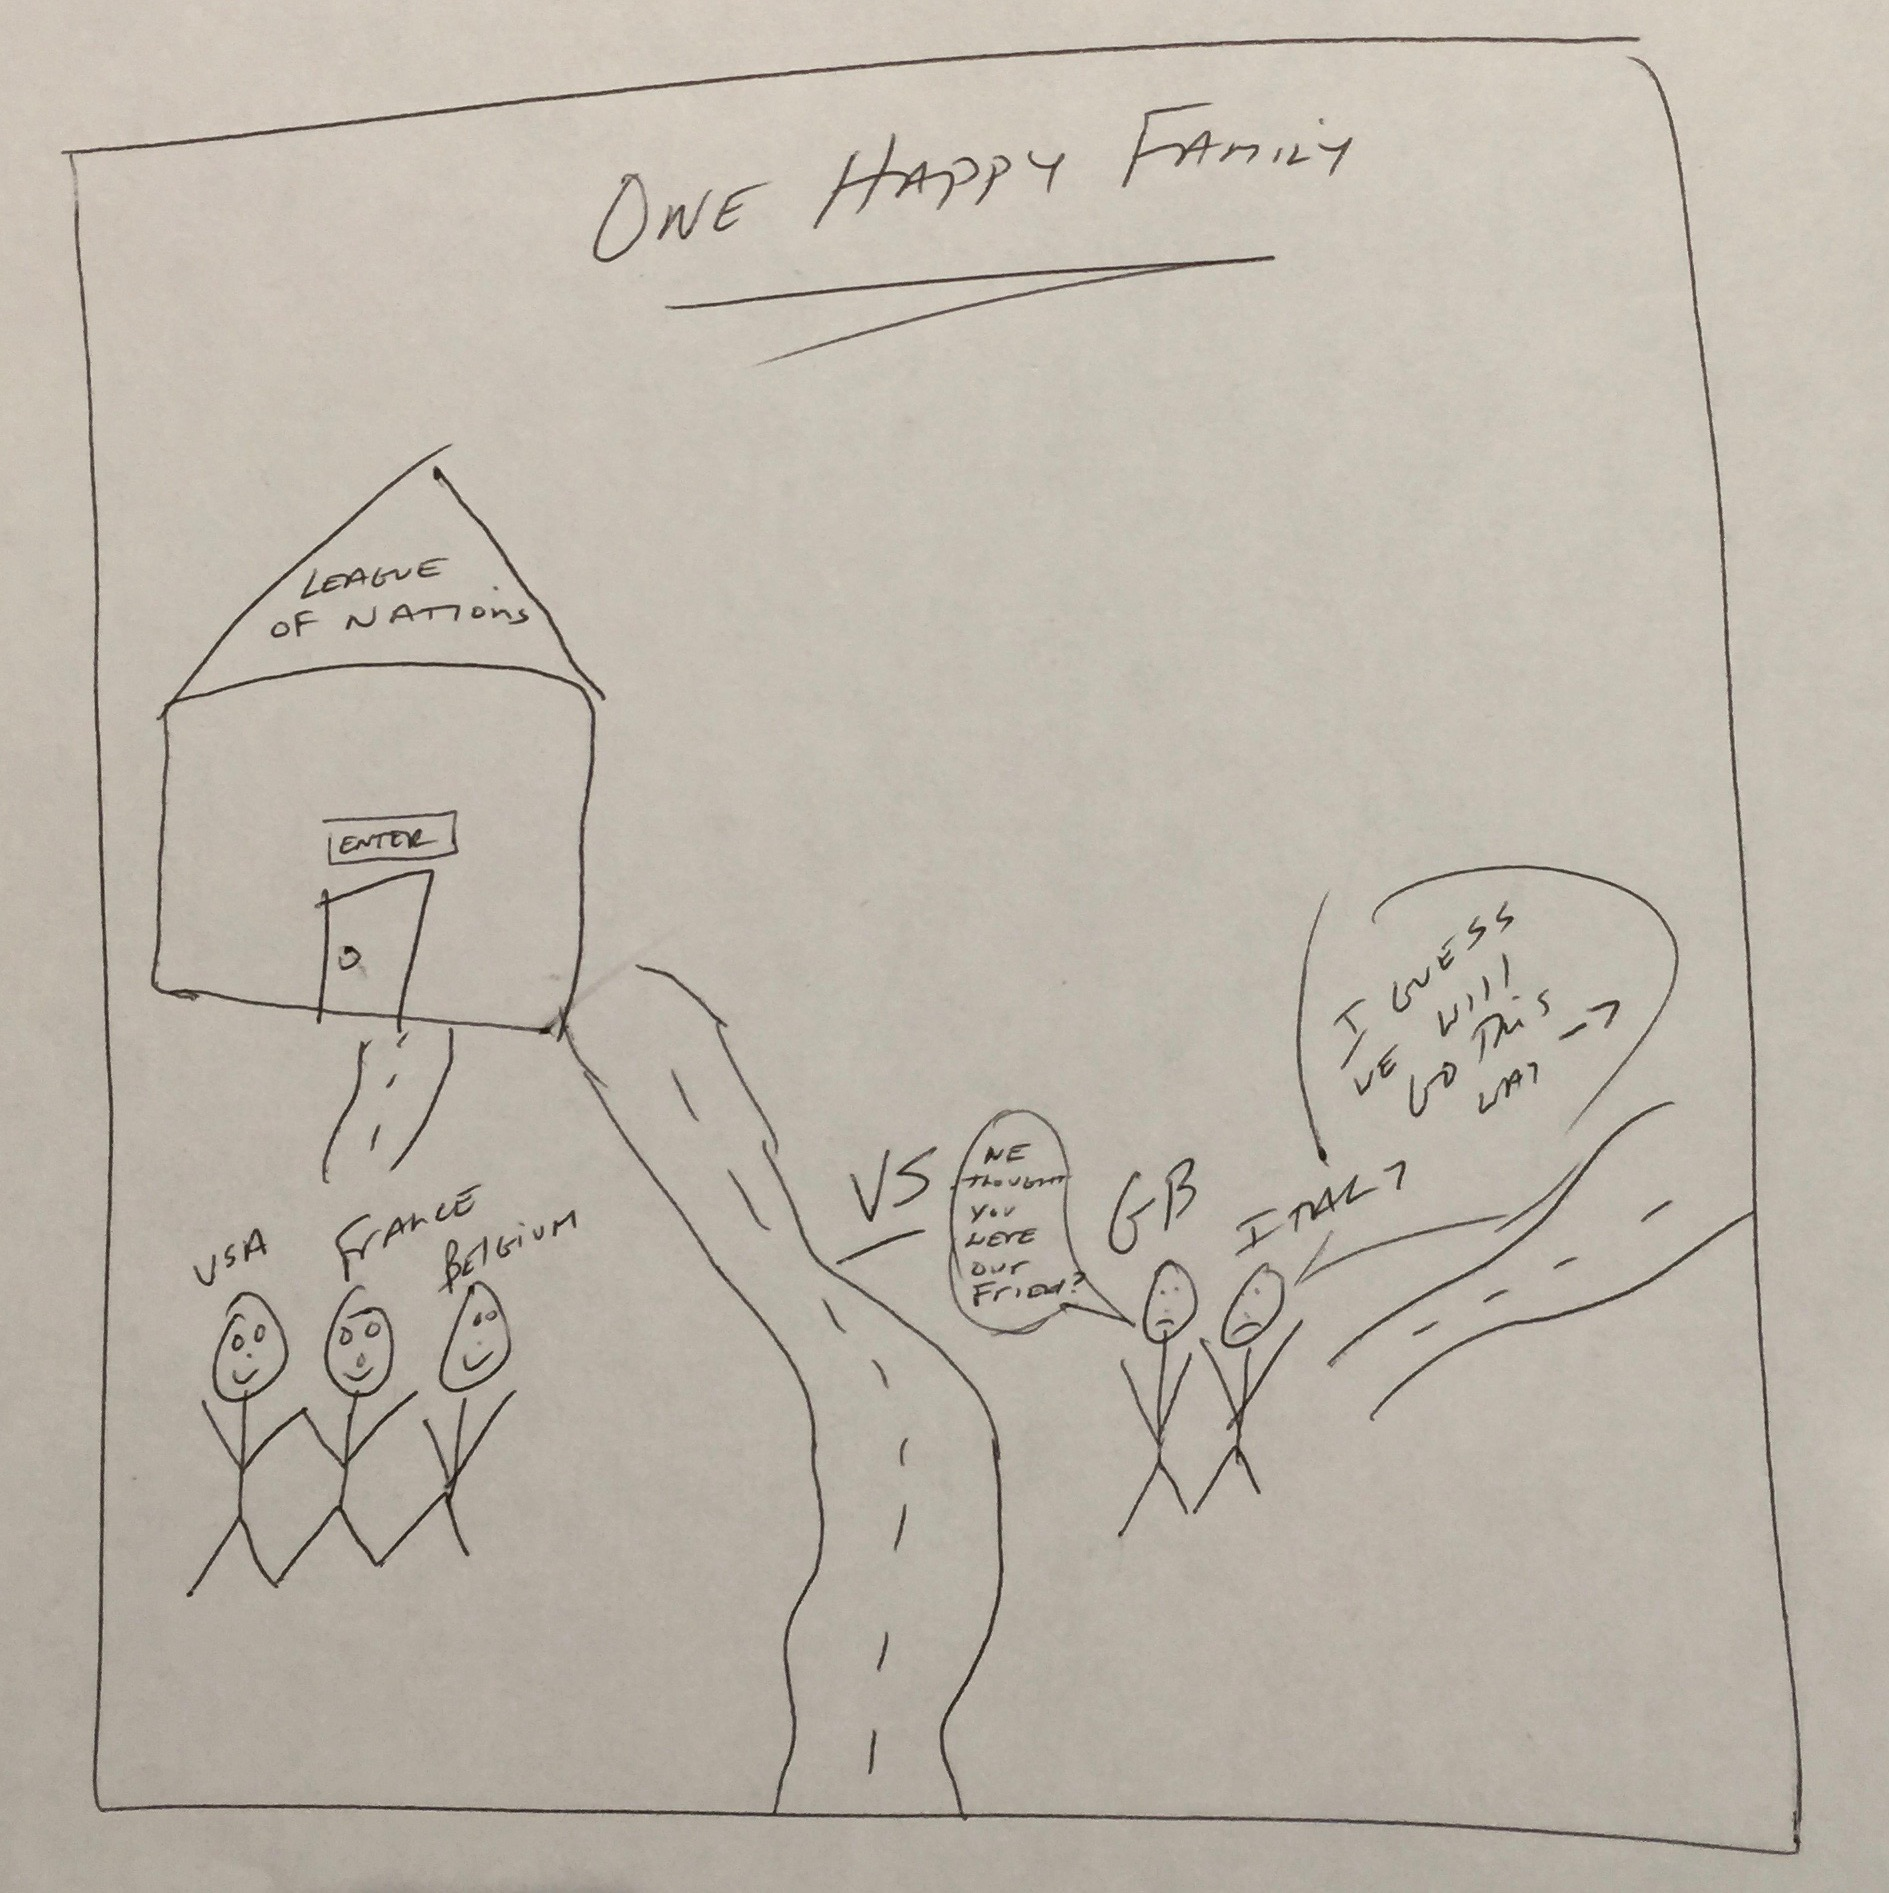 ONE HAPPY FAMILY
LEAGUE
OF NATIONS
ENTER
USA
FRANCE
BELGIUM
VS
WE
THOUGHT
YOU
WERE
OUR
FRIEND?
GB
ITALY
I GUESS
WE WILL
GO THIS
WAY →